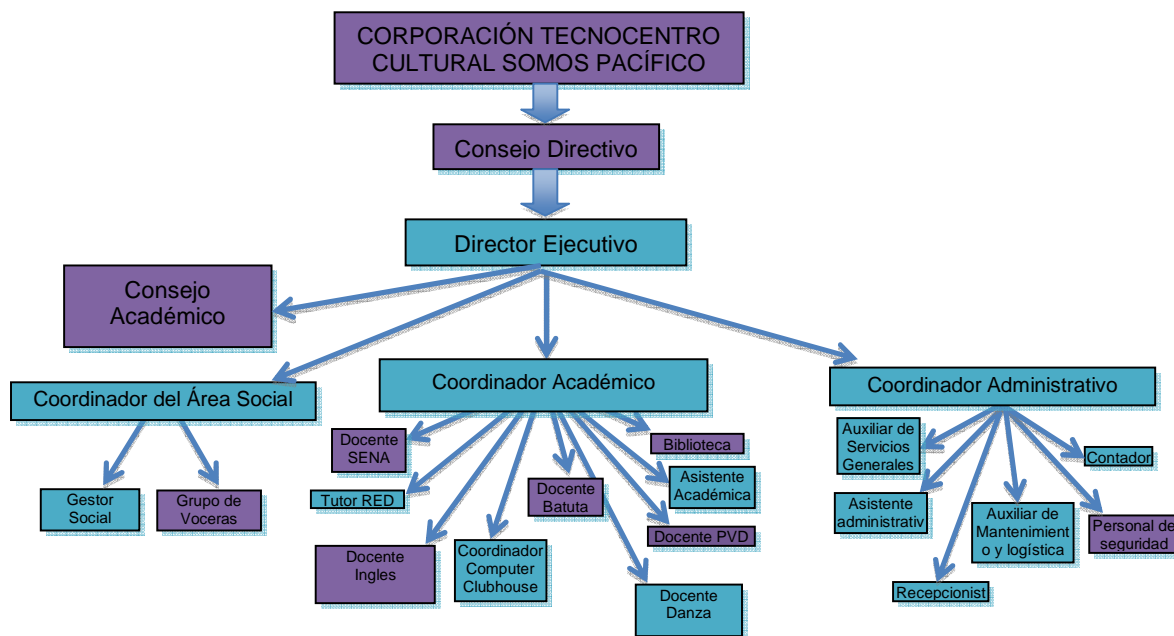 CORPORACIÓN TECNOCENTRO
CULTURAL SOMOS PACÍFICO
Consejo Directivo
Director Ejecutivo
Consejo
Académico
Coordinador del Área Social
Coordinador Académico
Coordinador Administrativo
Gestor
Social
Grupo de
Voceras
Docente
SENA
Biblioteca
Tutor RED
Docente
Batuta
Asistente
Académica
Docente PVD
Docente
Ingles
Coordinador
Computer
Clubhouse
Docente
Danza
Auxiliar de
Servicios
Generales
Contador
Asistente
administrativ
Auxiliar de
Mantenimient
o y logística
Personal de
seguridad
Recepcionist